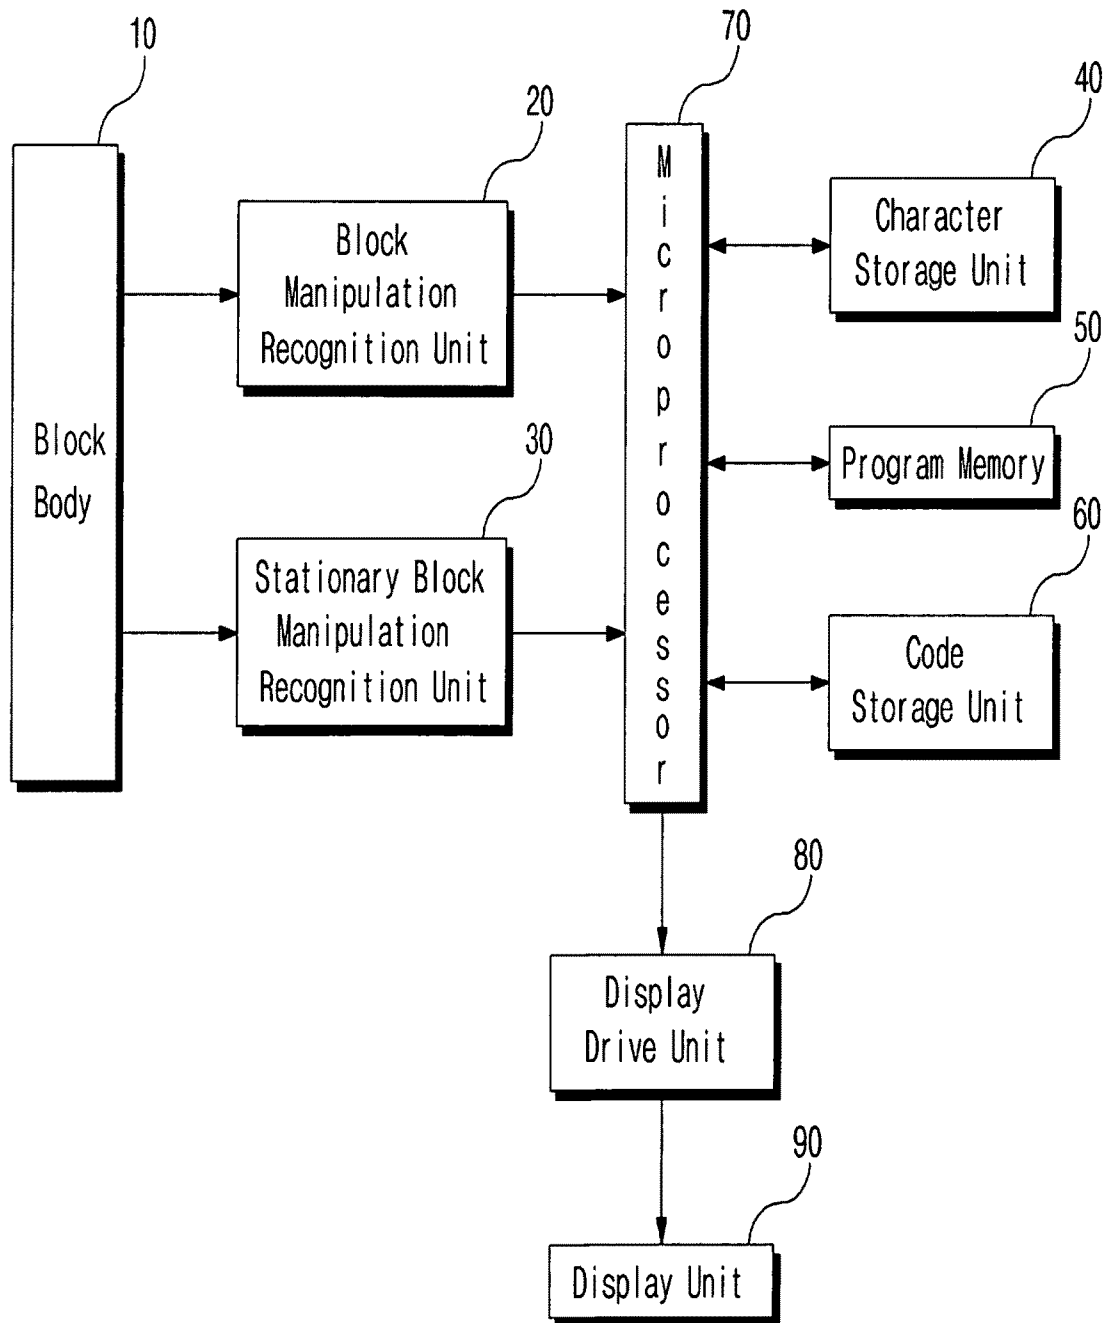 10
70
40
20
Block
Manipulation
Recognition Unit
Microprocessor
Character
Storage Unit
50
Block
Body
30
Program Memory
60
Stationary Block
Manipulation
Recognition Unit
Code
Storage Unit
80
Display
Drive Unit
90
Display Unit